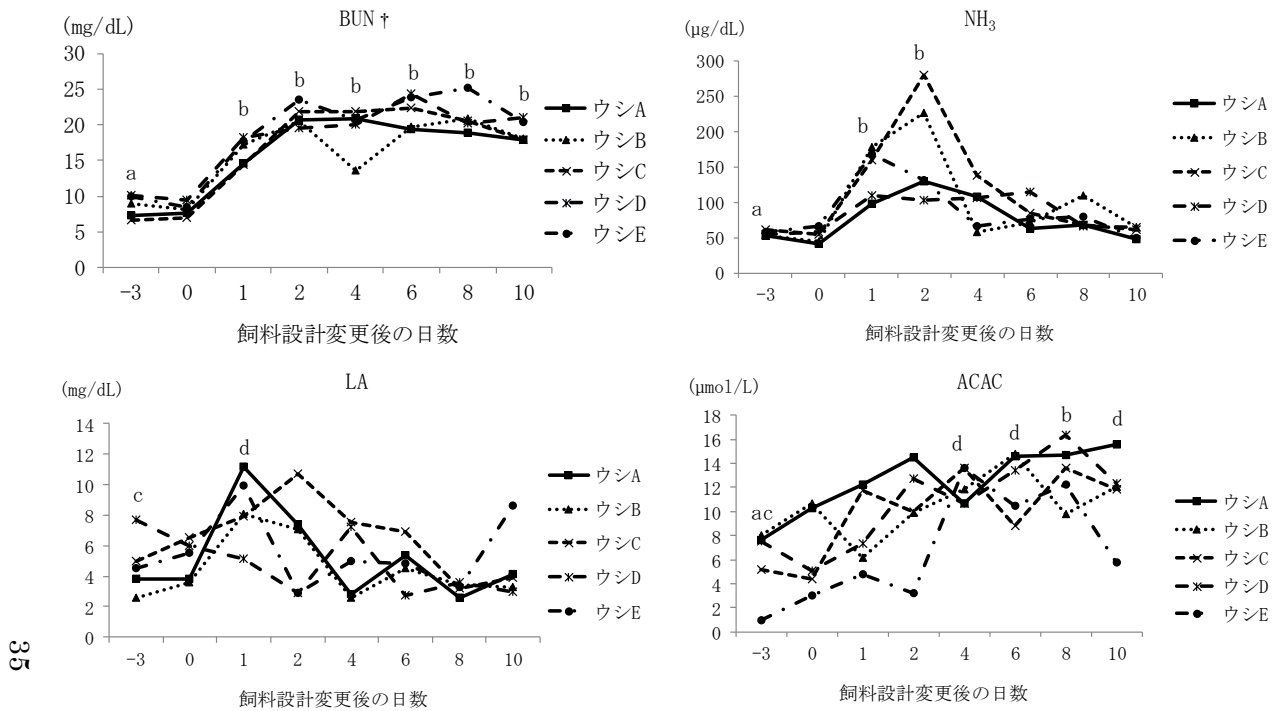 BUN †
(mg/dL)
30
25
20
15
10
5
0
a
b
b
b
b
b
b
-3 0 1 2 4 6 8 10
飼料設計変更後の日数
ウシA
ウシB
ウシC
ウシD
ウシE
NH3
(μg/dL)
300
250
200
150
100
50
0
a
b
b
-3 0 1 2 4 6 8 10
飼料設計変更後の日数
ウシA
ウシB
ウシC
ウシD
ウシE
LA
(mg/dL)
14
12
10
8
6
4
2
0
c
d
-3 0 1 2 4 6 8 10
飼料設計変更後の日数
ウシA
ウシB
ウシC
ウシD
ウシE
ACAC
(μmol/L)
18
16
14
12
10
8
6
4
2
0
ac
d
d
b
d
-3 0 1 2 4 6 8 10
飼料設計変更後の日数
ウシA
ウシB
ウシC
ウシD
ウシE
35